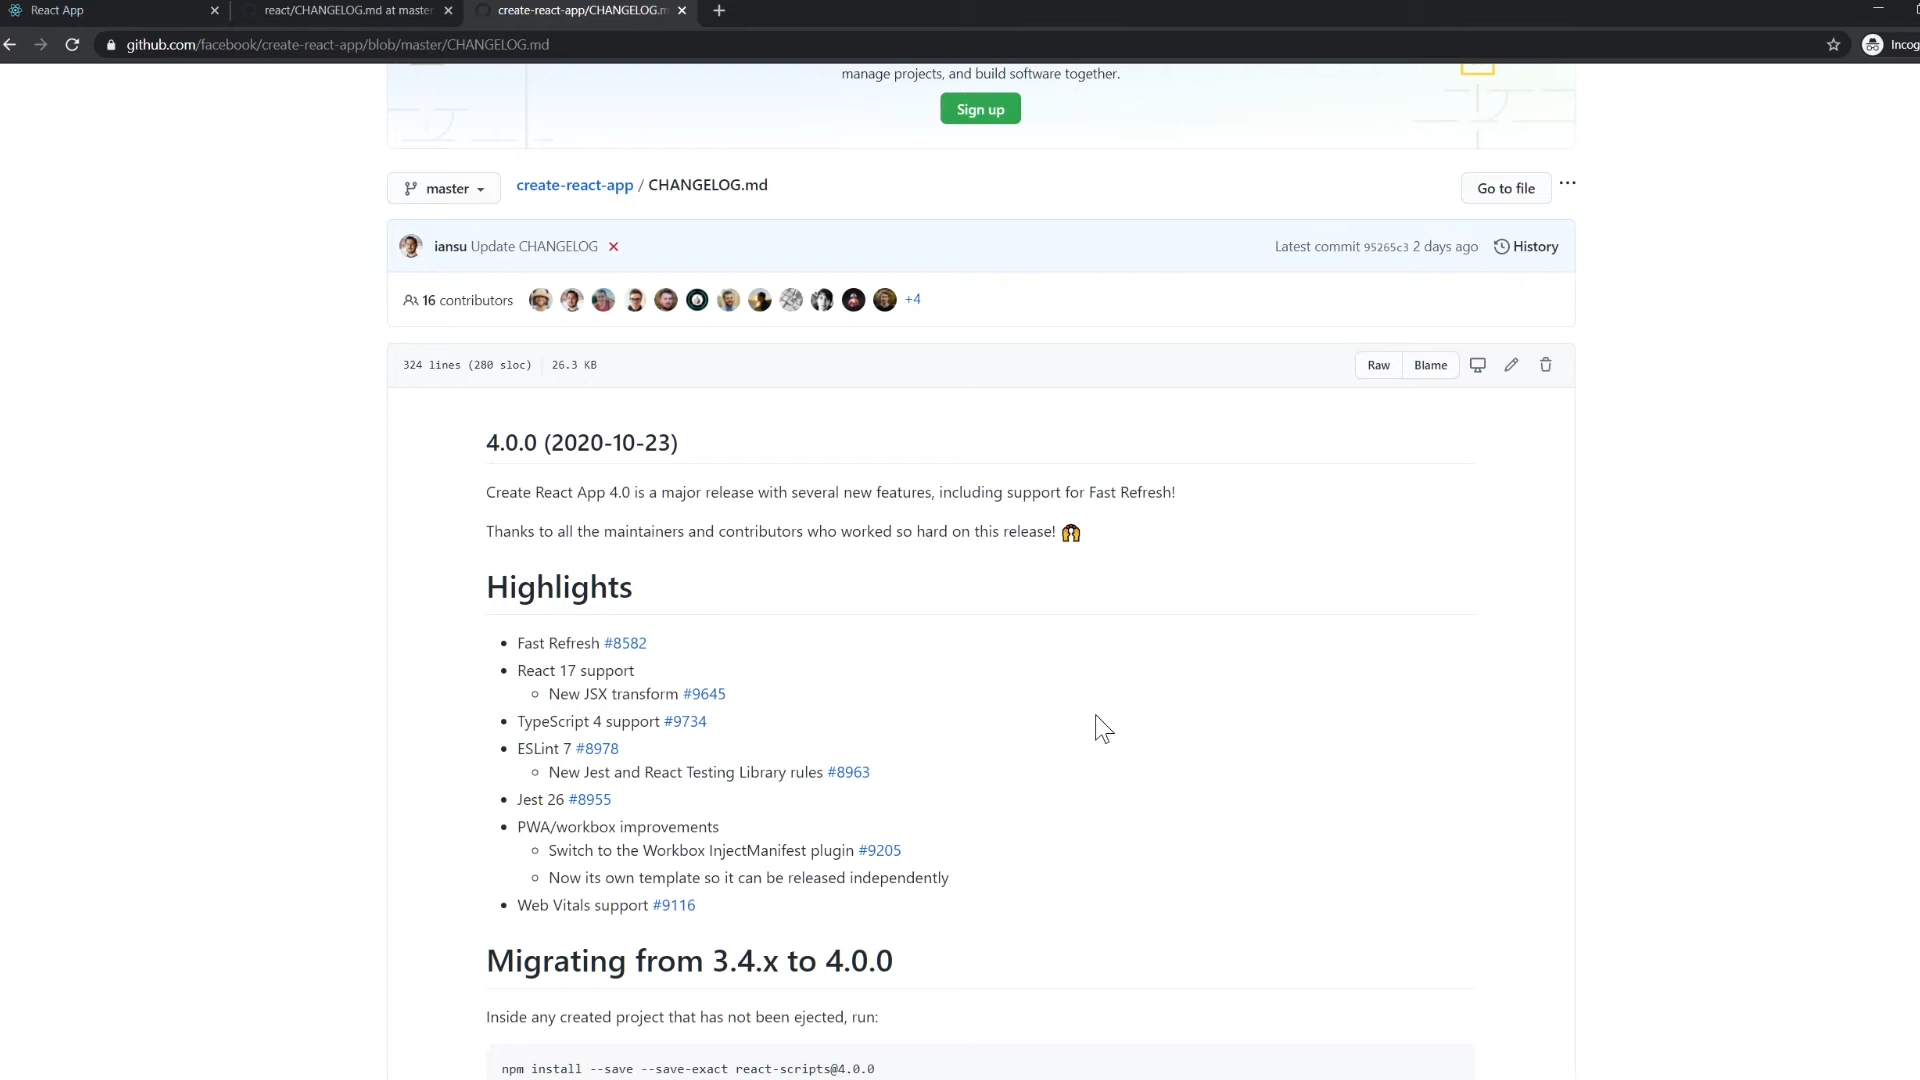 React App
react/CHANGELOG.md at master
create-react-app/CHANGELOG.m
github.com/facebook/create-react-app/blob/master/CHANGELOG.md
Incog
manage projects, and build software together.
Sign up
master
create-react-app / CHANGELOG.md
Go to file
iansu Update CHANGELOG
Latest commit 95265c3 2 days ago
History
16 contributors
+4
324 lines (280 sloc)
26.3 KB
Raw
Blame
4.0.0 (2020-10-23)
Create React App 4.0 is a major release with several new features, including support for Fast Refresh!
Thanks to all the maintainers and contributors who worked so hard on this release! 🙌
Highlights
• Fast Refresh #8582
• React 17 support
◦ New JSX transform #9645
• TypeScript 4 support #9734
• ESLint 7 #8978
◦ New Jest and React Testing Library rules #8963
• Jest 26 #8955
• PWA/workbox improvements
◦ Switch to the Workbox InjectManifest plugin #9205
◦ Now its own template so it can be released independently
• Web Vitals support #9116
Migrating from 3.4.x to 4.0.0
Inside any created project that has not been ejected, run:
npm install --save --save-exact react-scripts@4.0.0